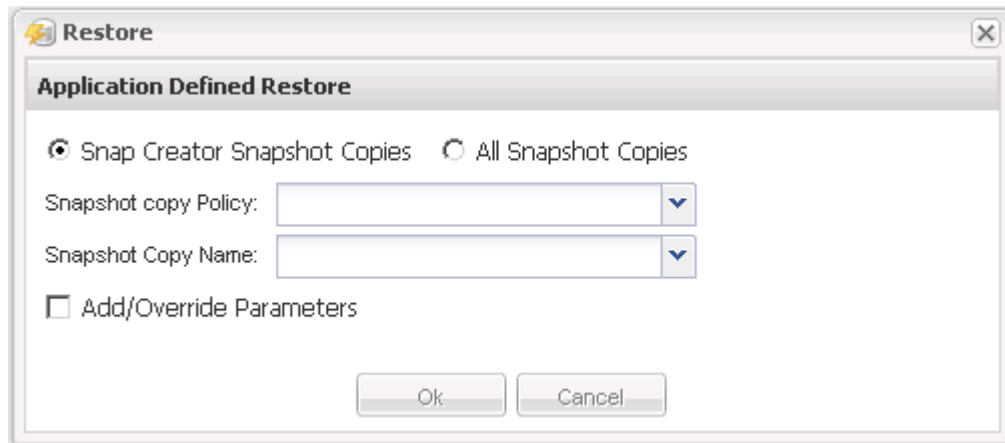 Restore
Application Defined Restore
Snap Creator Snapshot Copies All Snapshot Copies
Snapshot copy Policy:
Snapshot Copy Name:
Add/Override Parameters
Ok Cancel